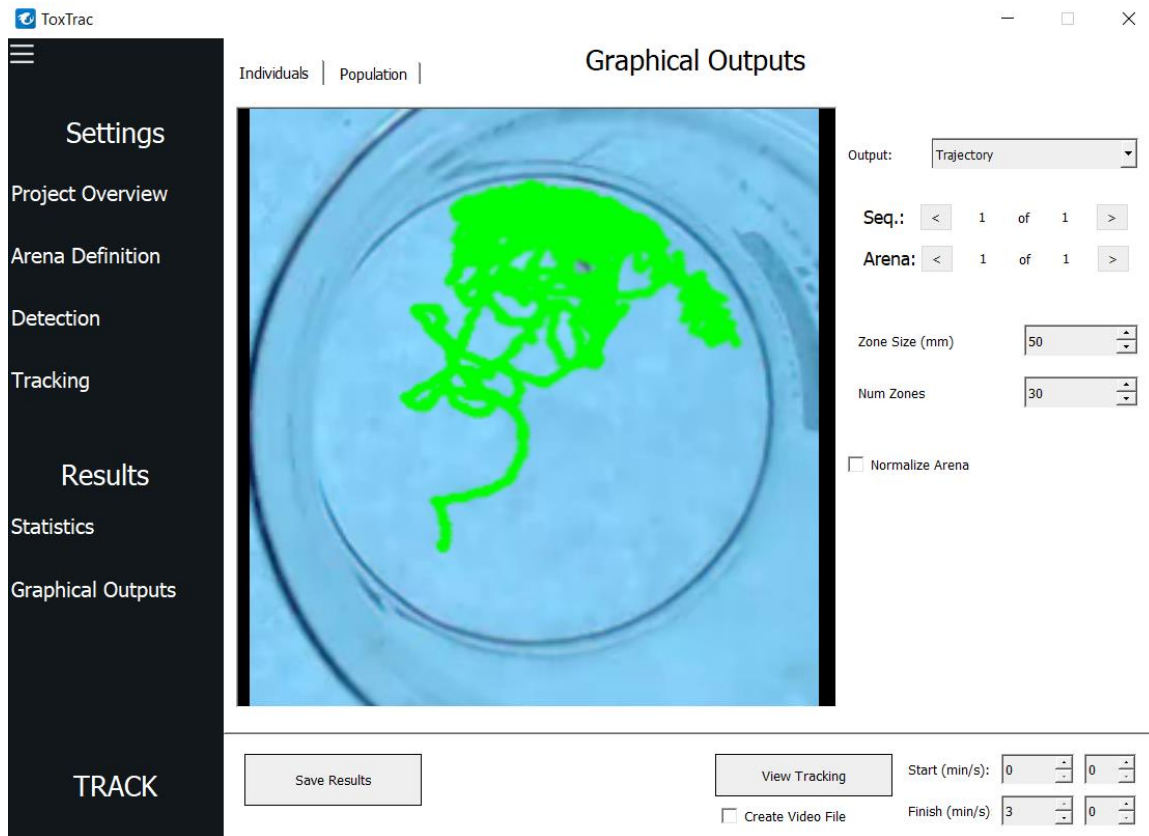 ToxTrac
Settings
Project Overview
Arena Definition
Detection
Tracking
Results
Statistics
Graphical Outputs
TRACK
Individuals
Population
Graphical Outputs
Output: Trajectory
Seq.: < 1 of 1 >
Arena: < 1 of 1 >
Zone Size (mm) 50
Num Zones 30
Normalize Arena
Save Results
View Tracking
Create Video File
Start (min/s): 0 0
Finish (min/s) 3 0